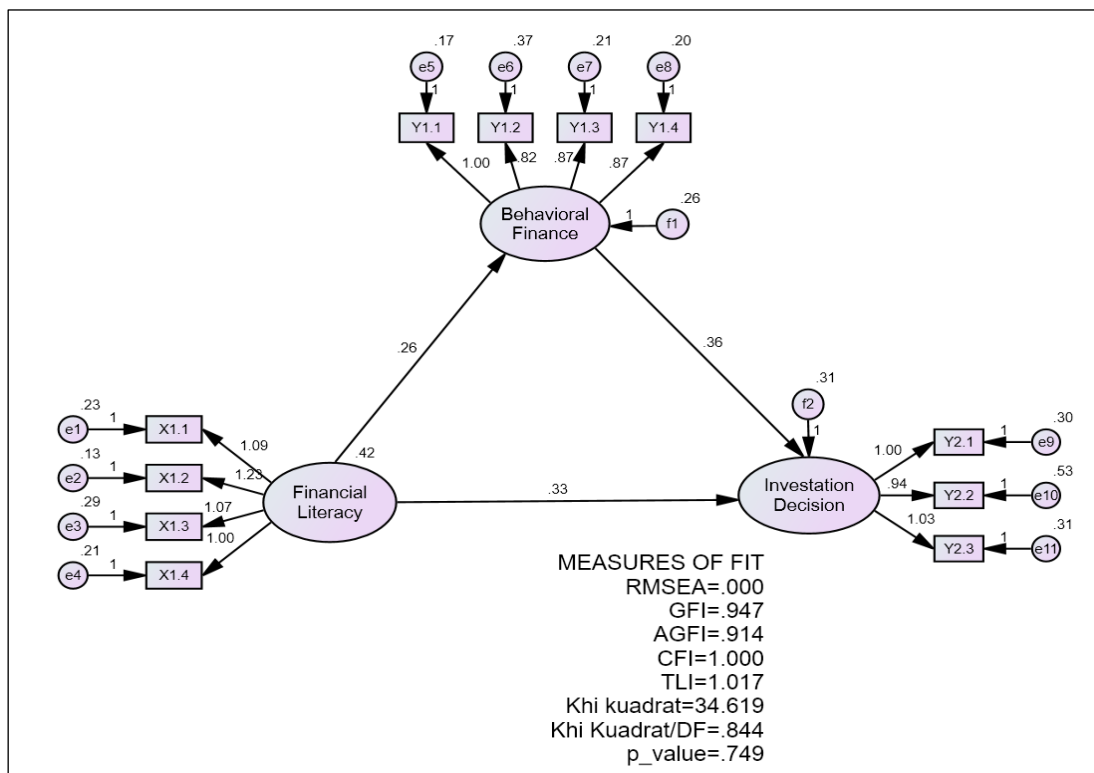 .17 .37 .21 .20
e5 e6 e7 e8
1 1 1 1
Y1.1 Y1.2 Y1.3 Y1.4
1.00 .82 .87 .87
.26
Behavioral
Finance
1
f1
.26
.36
.31
f2
1
.23
e1
1
X1.1
1.09
.13
e2
1
X1.2
1.23
.29
e3
1
X1.3
1.07
.21
e4
1
X1.4
1.00
.42
Financial
Literacy
.33
Investation
Decision
1.00
Y2.1
1
.30
e9
.94
Y2.2
1
.53
e10
1.03
Y2.3
1
.31
e11
MEASURES OF FIT
RMSEA=.000
GFI=.947
AGFI=.914
CFI=1.000
TLI=1.017
Khi kuadrat=34.619
Khi Kuadrat/DF=.844
p_value=.749